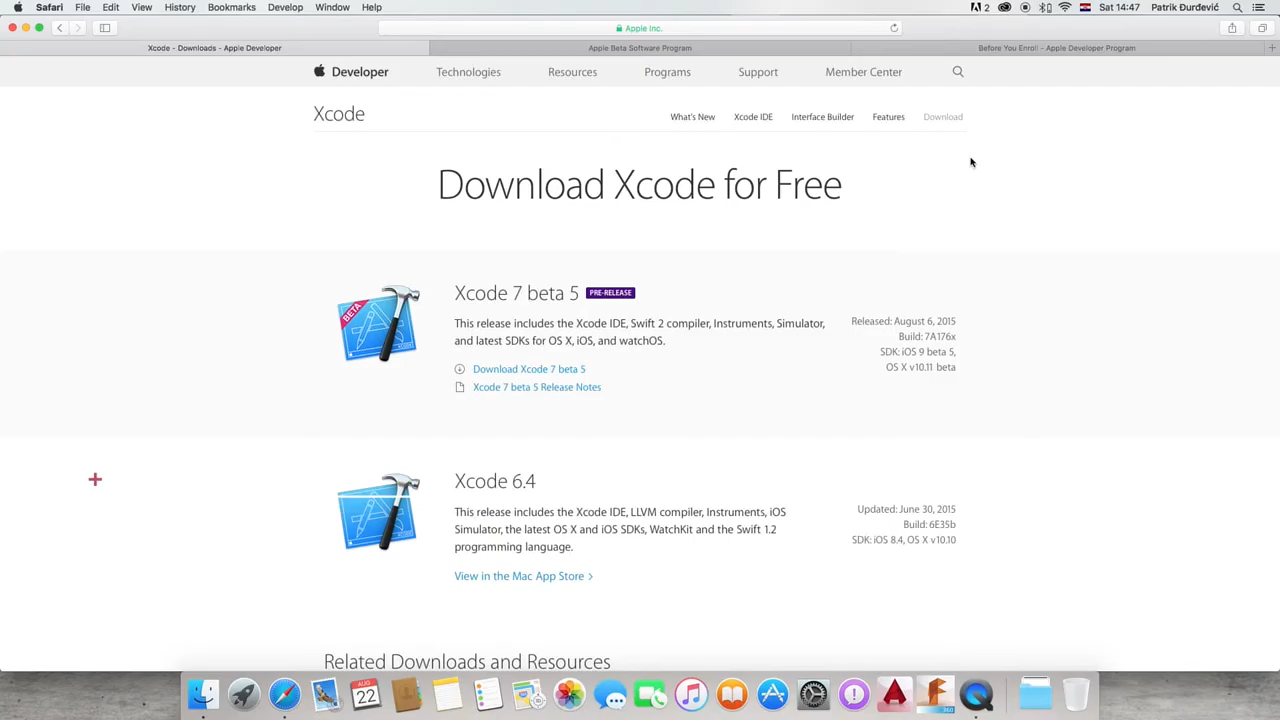 Safari File Edit View History Bookmarks Develop Window Help 2 Sat 14:47 Patrik Đurđević
Apple Inc.
Xcode - Downloads - Apple Developer Apple Beta Software Program Before You Enroll - Apple Developer Program
Developer Technologies Resources Programs Support Member Center
Xcode What's New Xcode IDE Interface Builder Features Download
Download Xcode for Free
BETA
Xcode 7 beta 5 PRE-RELEASE
This release includes the Xcode IDE, Swift 2 compiler, Instruments, Simulator,
and latest SDKs for OS X, iOS, and watchOS.
Download Xcode 7 beta 5
Xcode 7 beta 5 Release Notes
Released: August 6, 2015
Build: 7A176x
SDK: iOS 9 beta 5,
OS X v10.11 beta
Xcode 6.4
This release includes the Xcode IDE, LLVM compiler, Instruments, iOS
Simulator, the latest OS X and iOS SDKs, WatchKit and the Swift 1.2
programming language.
View in the Mac App Store >
Updated: June 30, 2015
Build: 6E35b
SDK: iOS 8.4, OS X v10.10
Related Downloads and Resources
AUG
22
360